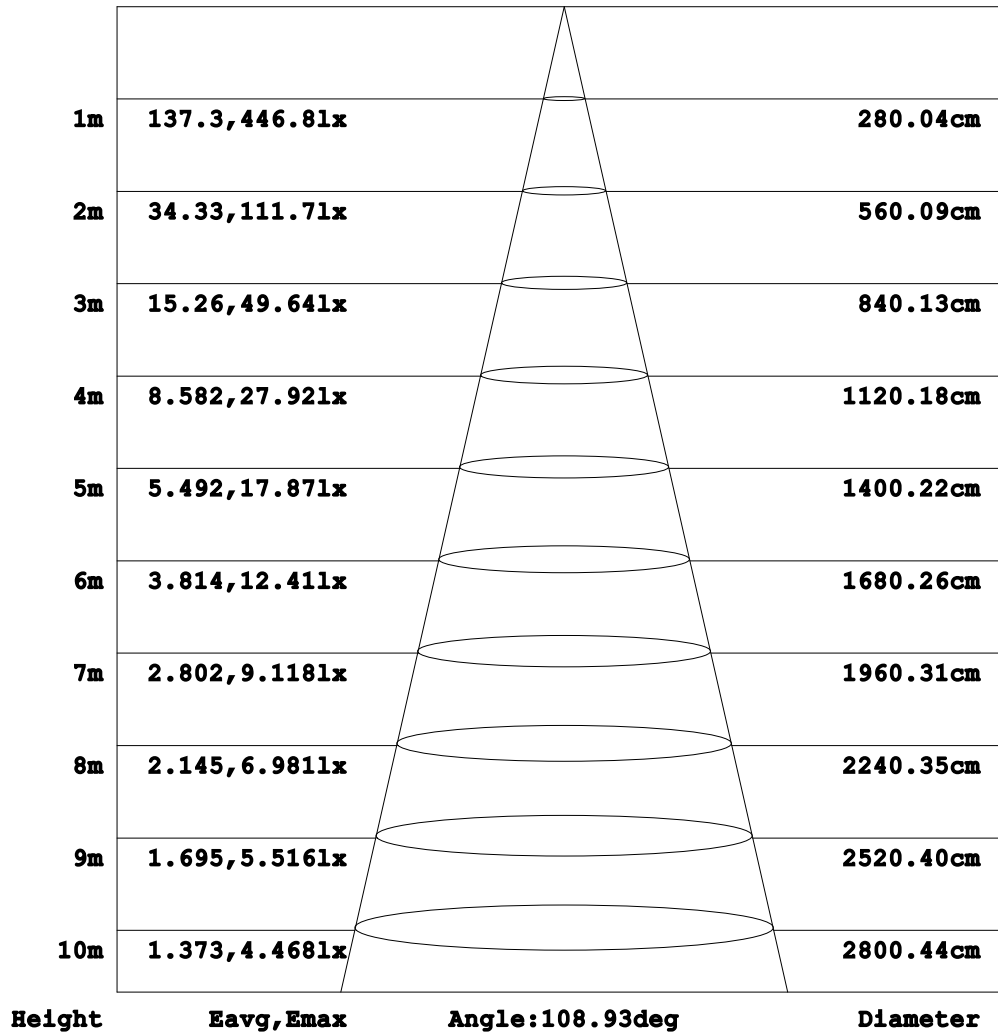 1m 137.3,446.8lx 280.04cm
2m 34.33,111.7lx 560.09cm
3m 15.26,49.64lx 840.13cm
4m 8.582,27.92lx 1120.18cm
5m 5.492,17.87lx 1400.22cm
6m 3.814,12.41lx 1680.26cm
7m 2.802,9.118lx 1960.31cm
8m 2.145,6.981lx 2240.35cm
9m 1.695,5.516lx 2520.40cm
10m 1.373,4.468lx 2800.44cm
Height Eavg,Emax Angle:108.93deg Diameter